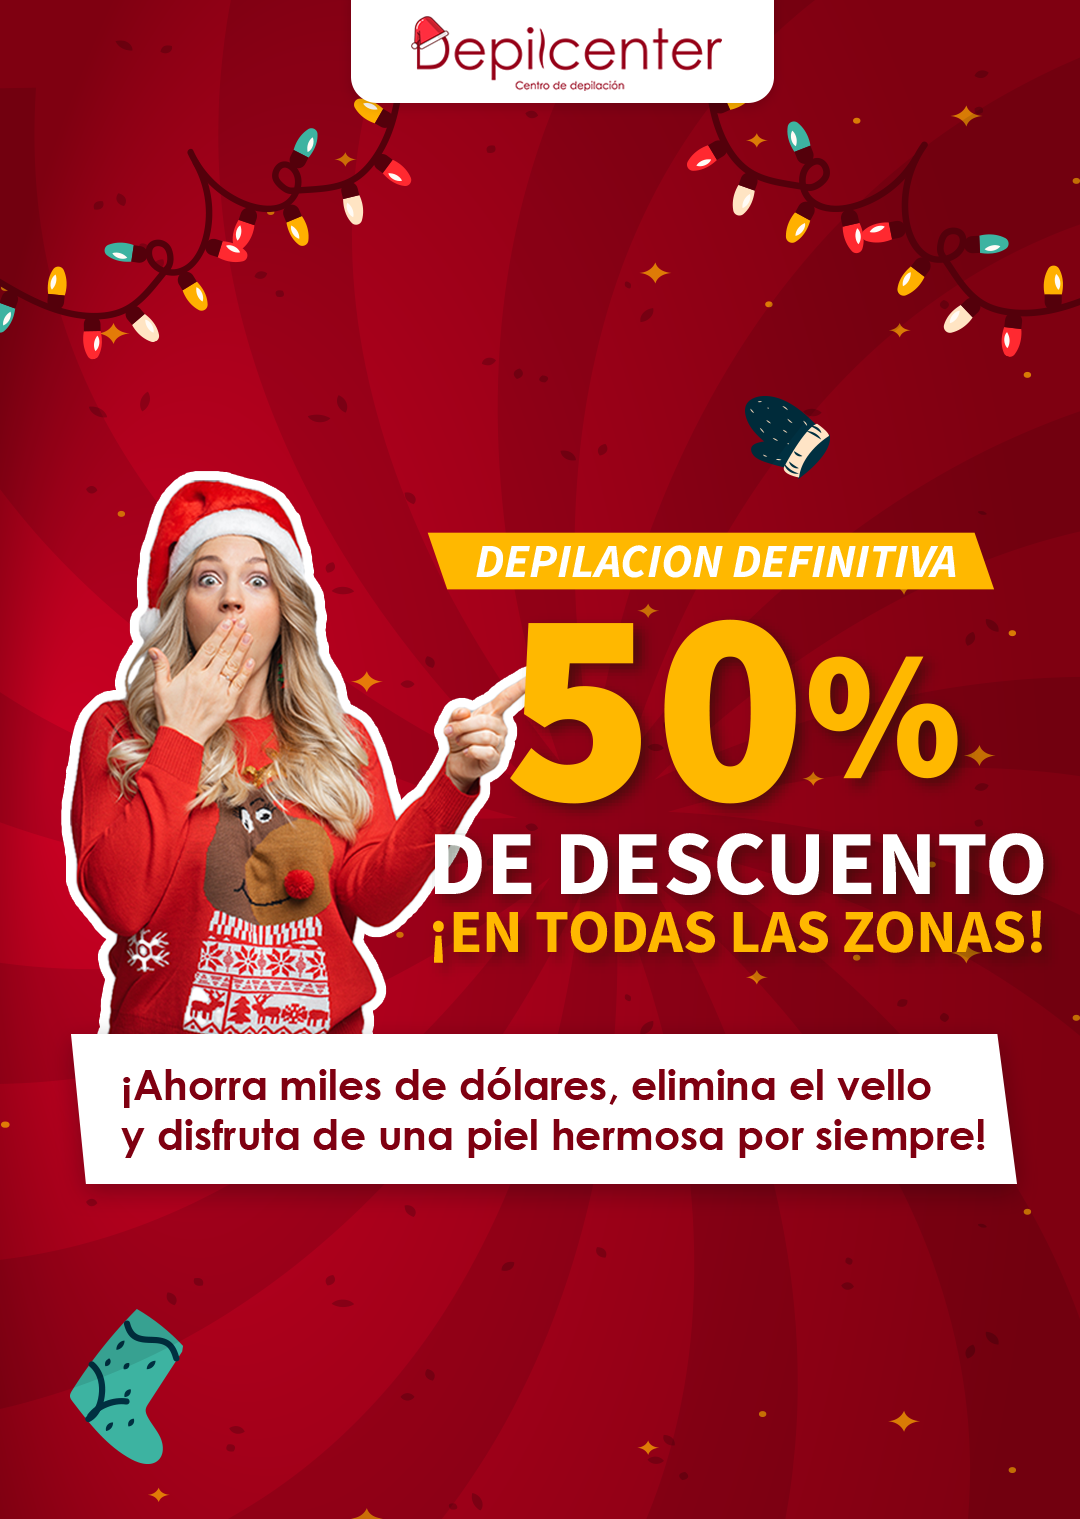 Depilcenter
Centro de depilación
DEPILACION DEFINITIVA
50%
DE DESCUENTO
¡EN TODAS LAS ZONAS!
¡Ahorra miles de dólares, elimina el vello
y disfruta de una piel hermosa por siempre!